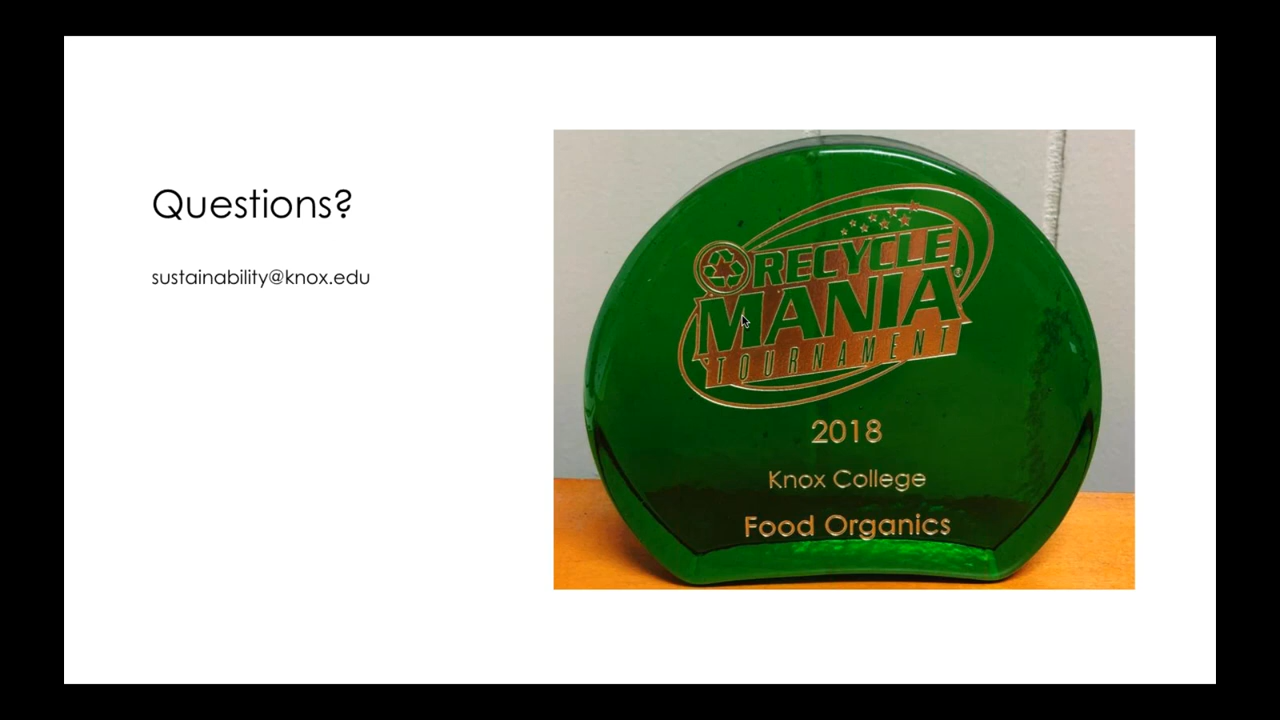 Questions?
sustainability@knox.edu
RECYCLE
MANIA®
TOURNAMENT
2018
Knox College
Food Organics